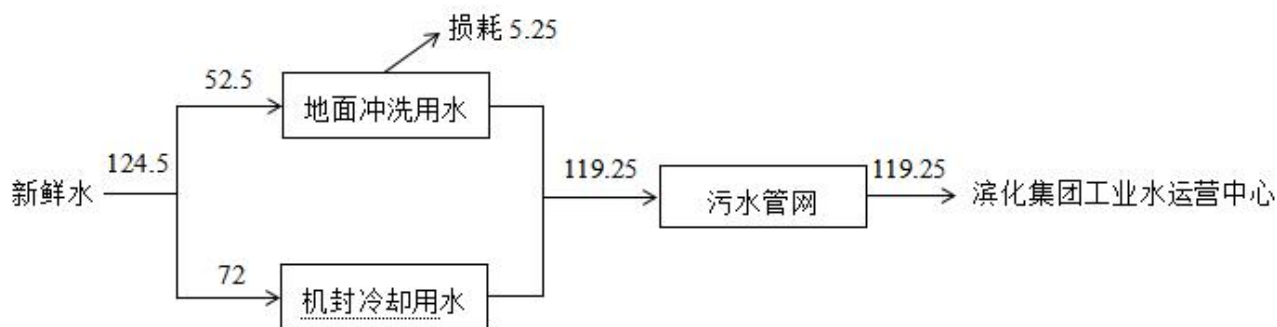 损耗 5.25
52.5
地面冲洗用水
124.5
新鲜水
119.25
污水管网
119.25
滨化集团工业水运营中心
72
机封冷却用水